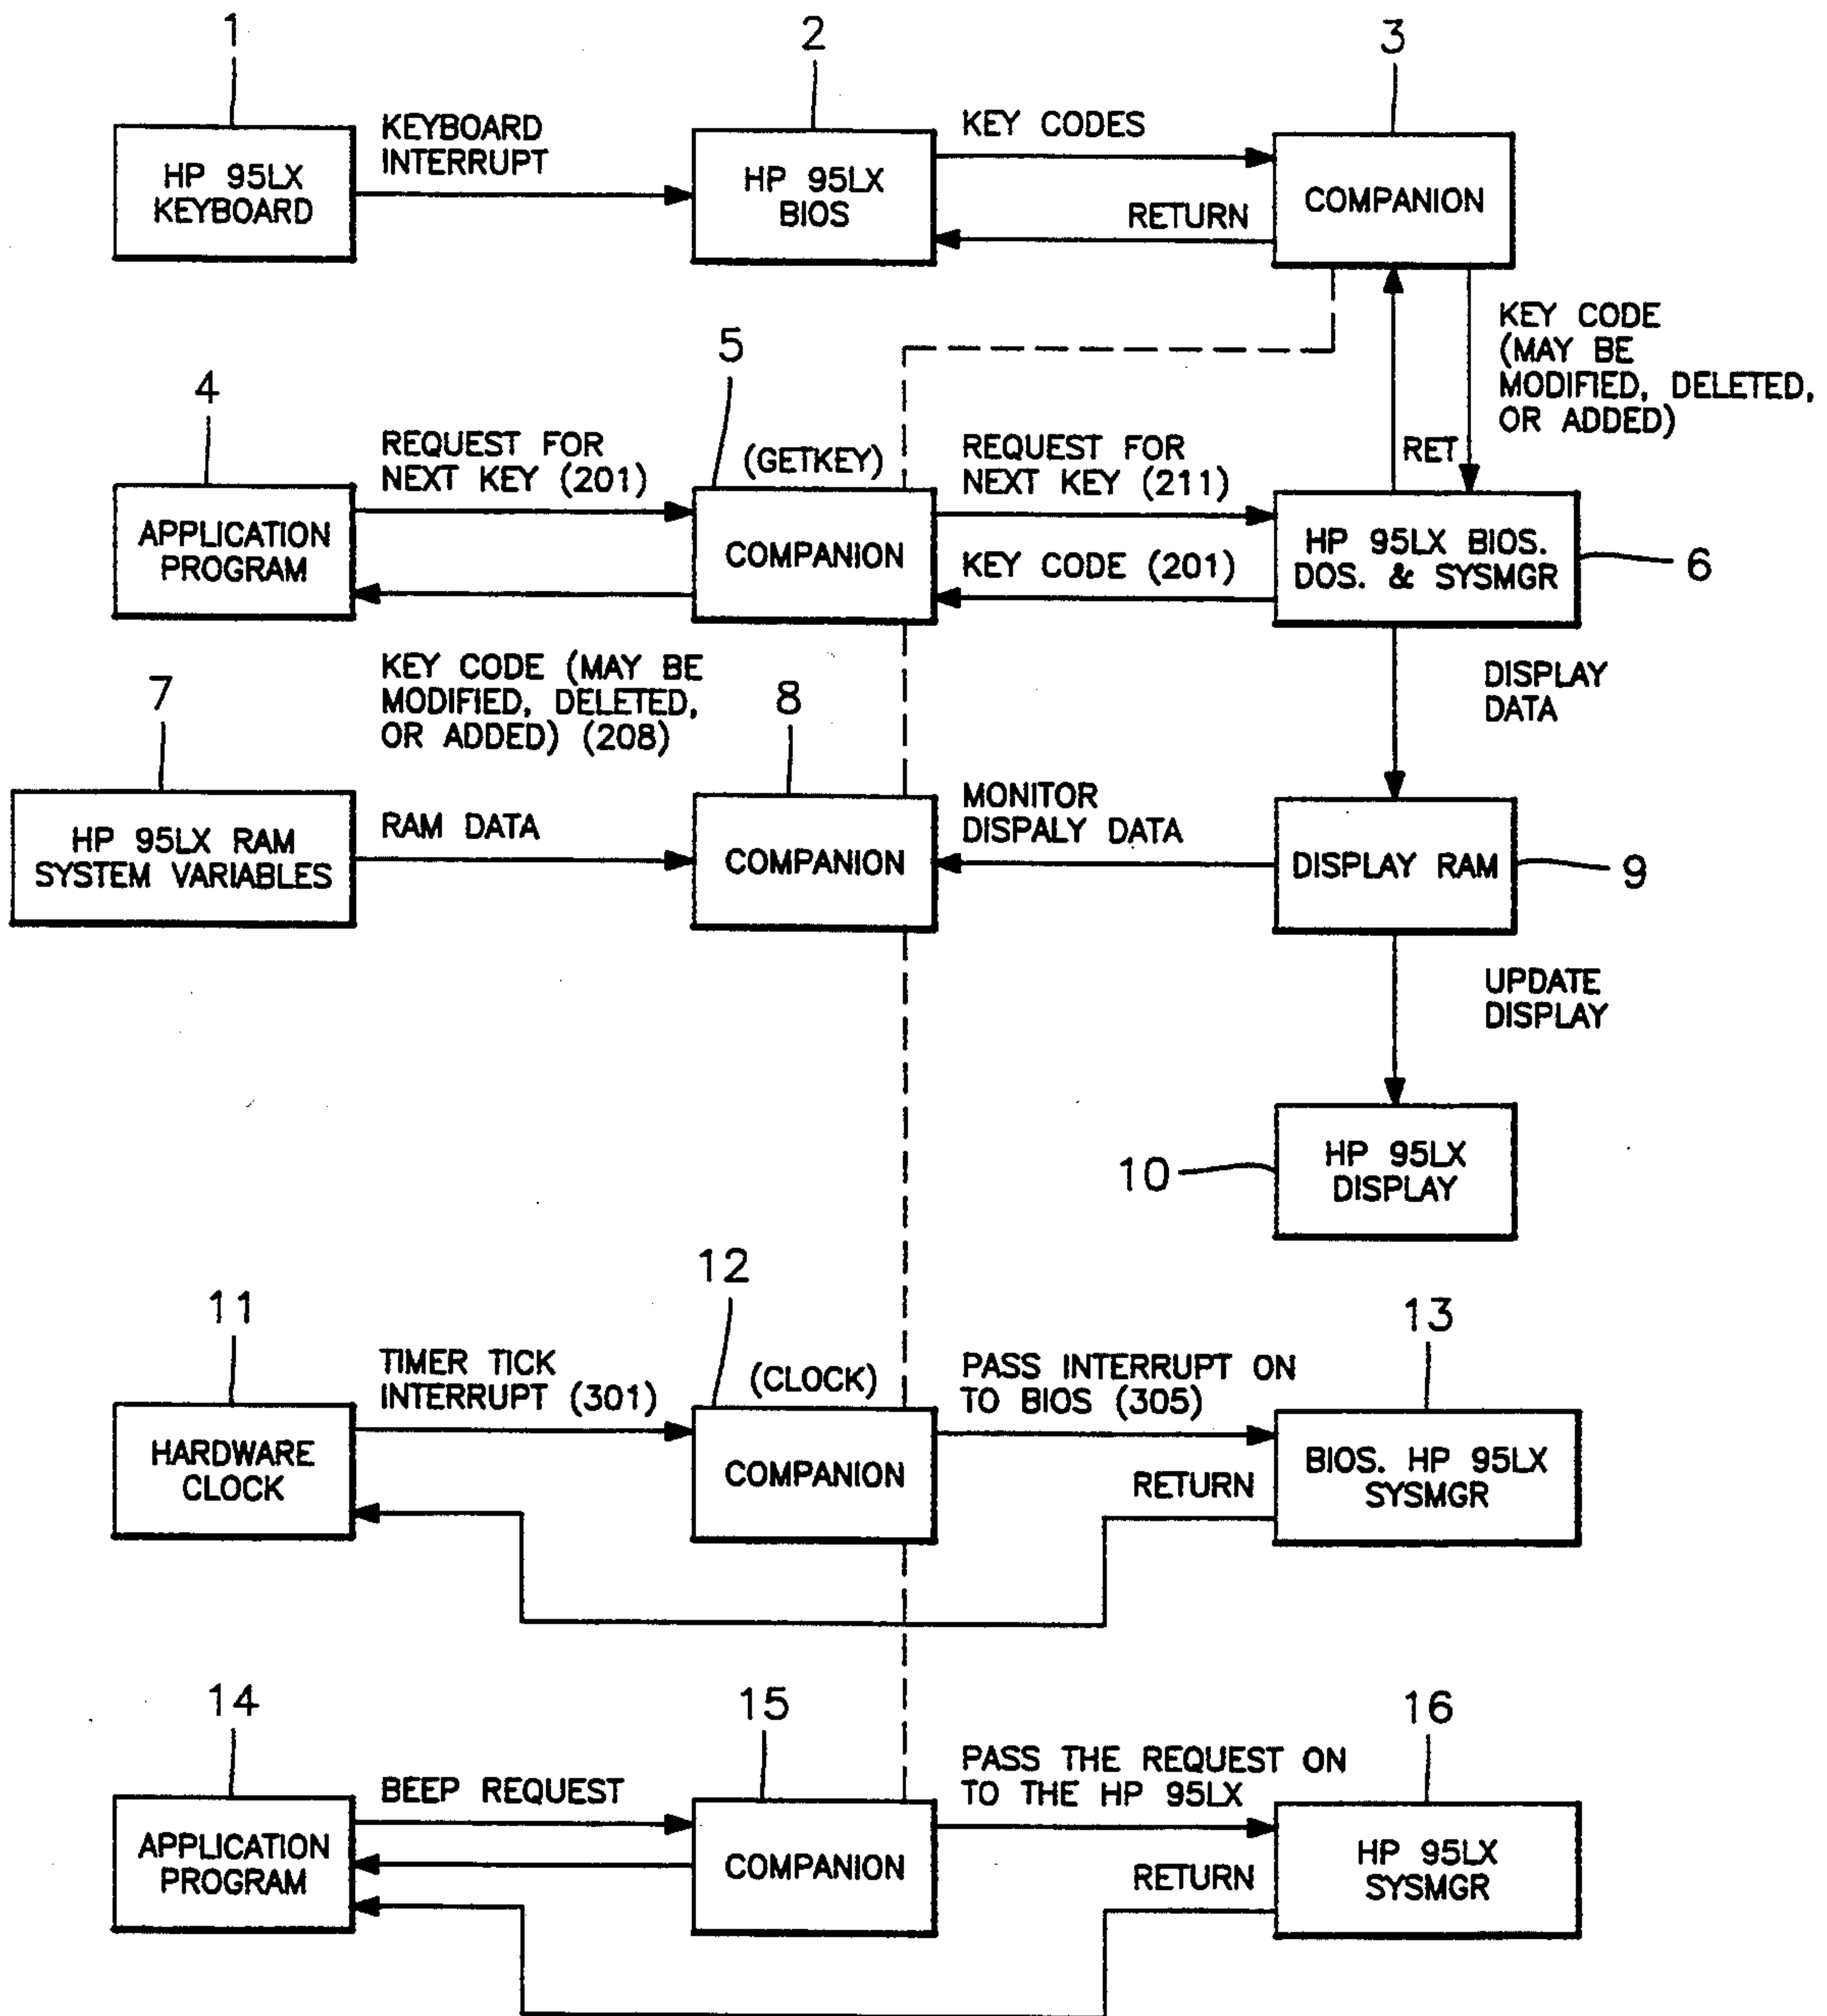 1
2
3
HP 95LX
KEYBOARD
KEYBOARD
INTERRUPT
HP 95LX
BIOS
KEY CODES
RETURN
COMPANION
KEY CODE
(MAY BE
MODIFIED, DELETED,
OR ADDED)
RET
4
5
APPLICATION
PROGRAM
REQUEST FOR
NEXT KEY (201)
(GETKEY)
COMPANION
REQUEST FOR
NEXT KEY (211)
KEY CODE (201)
HP 95LX BIOS.
DOS. & SYSMGR
6
KEY CODE (MAY BE
MODIFIED, DELETED,
OR ADDED) (208)
DISPLAY
DATA
7
8
HP 95LX RAM
SYSTEM VARIABLES
RAM DATA
COMPANION
MONITOR
DISPALY DATA
DISPLAY RAM
9
UPDATE
DISPLAY
10
HP 95LX
DISPLAY
11
12
13
HARDWARE
CLOCK
TIMER TICK
INTERRUPT (301)
(CLOCK)
COMPANION
PASS INTERRUPT ON
TO BIOS (305)
RETURN
BIOS. HP 95LX
SYSMGR
14
15
16
APPLICATION
PROGRAM
BEEP REQUEST
COMPANION
PASS THE REQUEST ON
TO THE HP 95LX
RETURN
HP 95LX
SYSMGR